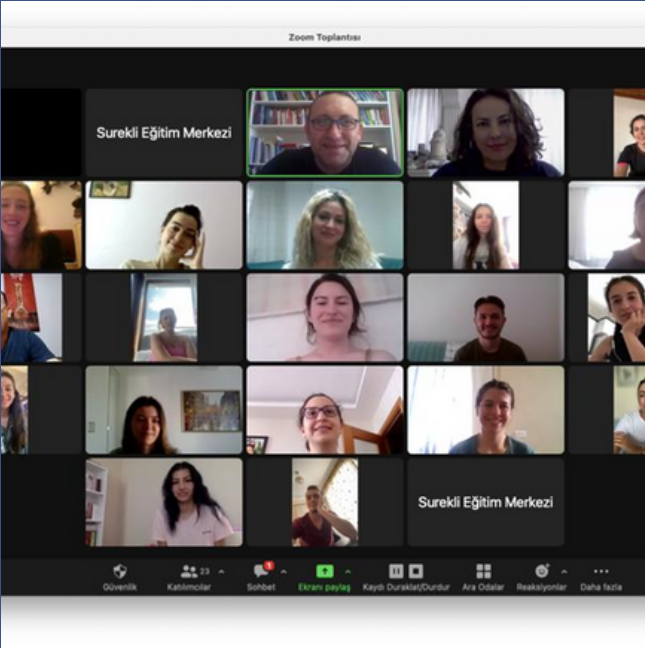 Zoom Toplantısı
Surekli Eğitim Merkezi
Surekli Eğitim Merkezi
23
1
Güvenlik
Katılımcılar
Sohbet
Ekranı paylaş
Kaydı Duraklat/Durdur
Ara Odalar
Reaksiyonlar
Daha fazla